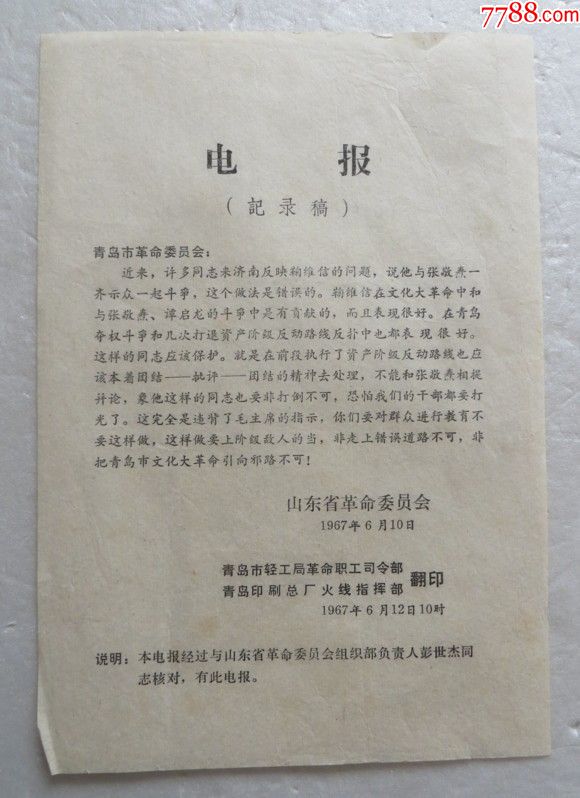 7788.com
电 报
（記录稿）
青岛市革命委员会：
近来，许多同志来济南反映鞠维信的问题，说他与张敬焘一
齐示众一起斗爭，这个做法是错误的。鞠维信在文化大革命中和
与张敬焘、谭启龙的斗爭中是有贡献的，而且表现很好。在青岛
夺权斗爭和几次打退资产阶级反动路线反扑中也都表现很好。
这样的同志应该保护。就是在前段执行了资产阶级反动路线也应
該本着团结——批评——团结的精神去处理，不能和张敬焘相提
幷论，象他这样的同志也要非打倒不可，恐怕我们的干部都要打
光了。这完全是违背了毛主席的指示，你们要对群众进行教育不
要这样做，这样做要上阶级敌人的当，非走上错误道路不可，非
把青岛市文化大革命引向邪路不可！
山东省革命委员会
1967年6月10日
青岛市轻工局革命职工司令部
青岛印刷总厂火线指挥部 翻印
1967年6月12日10时
说明：本电报经过与山东省革命委员会组织部负责人彭世杰同
志核对，有此电报。